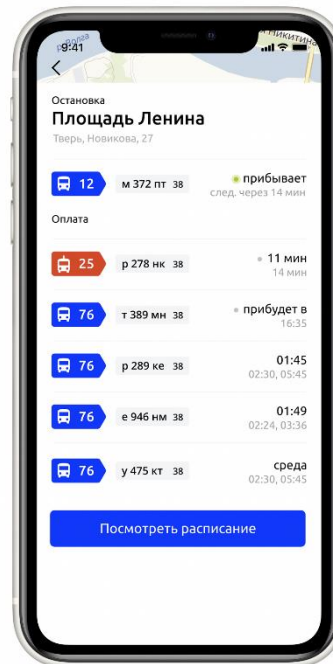 р.Волга
9:41
Никитина
Остановка
Площадь Ленина
Тверь, Новикова, 27
12 м 372 пт 38 прибывает
след. через 14 мин
Оплата
25 р 278 нк 38 11 мин
14 мин
76 т 389 мн 38 прибудет в
16:35
76 р 289 ке 38 01:45
02:30, 05:45
76 е 946 нм 38 01:49
02:24, 03:36
76 у 475 кт 38 среда
02:30, 05:45
Посмотреть расписание